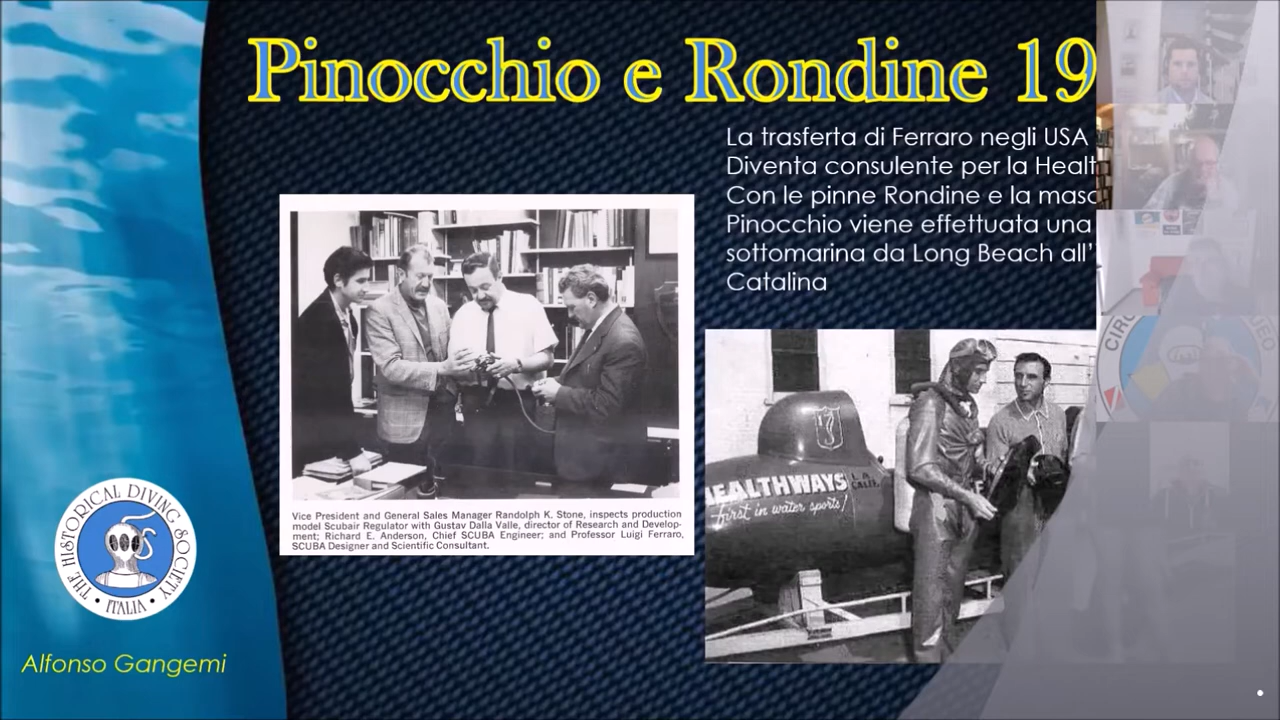 Pinocchio e Rondine 19
La trasferta di Ferraro negli USA
Diventa consulente per la Healt
Con le pinne Rondine e la masc
Pinocchio viene effettuata una
sottomarina da Long Beach all'
Catalina
Vice President and General Sales Manager Randolph K. Stone, inspects production
model Scubair Regulator with Gustav Dalla Valle, director of Research and Develop-
ment; Richard E. Anderson, Chief SCUBA Engineer; and Professor Luigi Ferraro,
SCUBA Designer and Scientific Consultant.
HEALTHWAYS L.A.
CALIF.
first in water sports!
THE HISTORICAL DIVING SOCIETY
• ITALIA •
Alfonso Gangemi